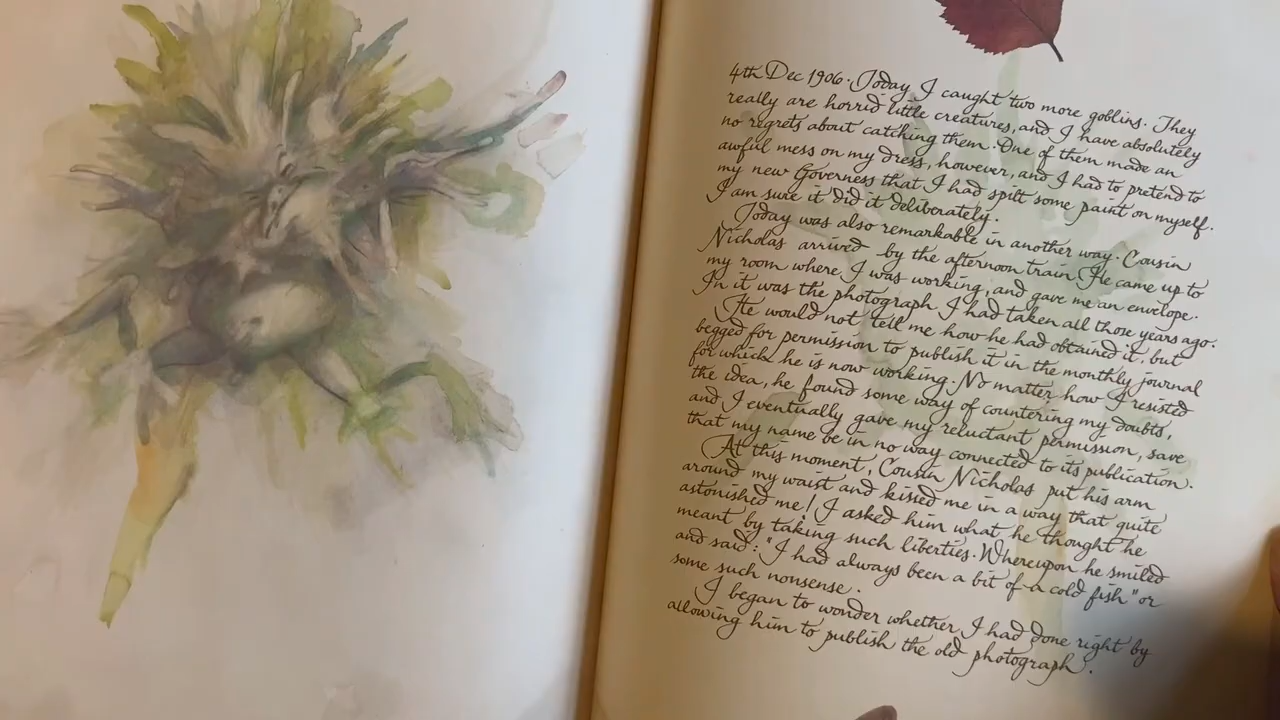 4th Dec 1906. Today I caught two more goblins. They
really are horrid little creatures, and I have absolutely
no regrets about catching them. One of them made an
awful mess on my dress, however, and I had to pretend to
my new Governess that I had spilt some paint on myself.
I am sure it did it deliberately.
Today was also remarkable in another way. Cousin
Nicholas arrived by the afternoon train. He came up to
my room where I was working, and gave me an envelope.
In it was the photograph I had taken all those years ago.
He would not tell me how he had obtained it, but
begged for permission to publish it in the monthly journal
for which he is now working. No matter how I resisted
the idea, he found some way of countering my doubts,
and I eventually gave my reluctant permission, save
that my name be in no way connected to its publication.
At this moment, Cousin Nicholas put his arm
around my waist and kissed me in a way that quite
astonished me! I asked him what he thought he
meant by taking such liberties. Whereupon he smiled
and said: "I had always been a bit of a cold fish" or
some such nonsense.
I began to wonder whether I had done right by
allowing him to publish the old photograph.